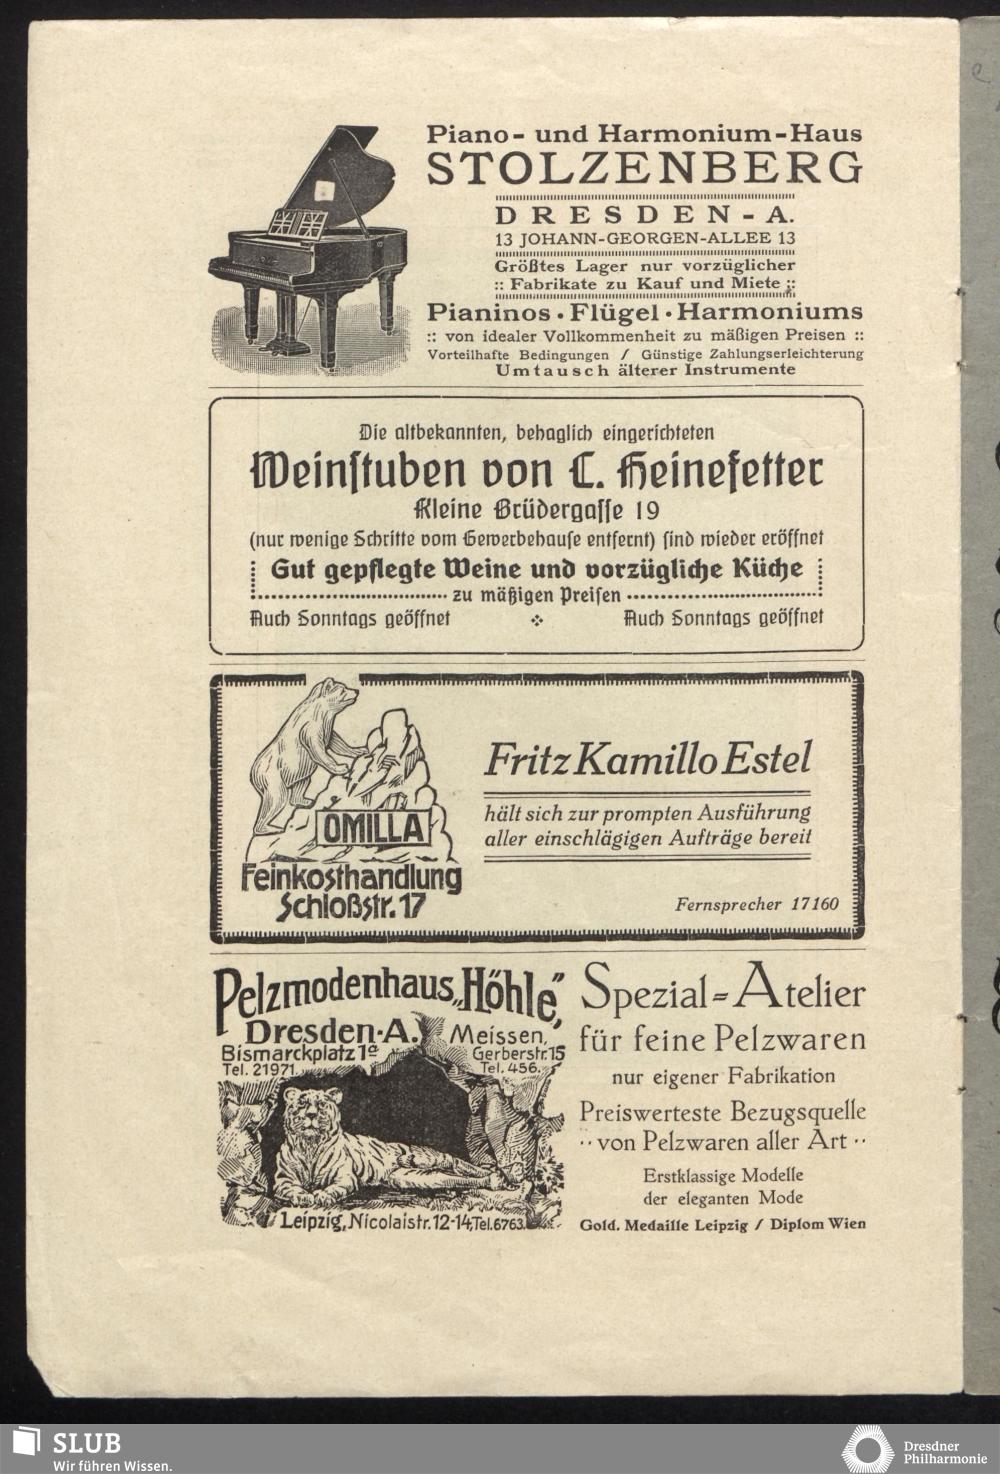 Piano- und Harmonium-Haus
STOLZENBERG
DRESDEN-A.
13 JOHANN-GEORGEN-ALLEE 13
Größtes Lager nur vorzüglicher
:: Fabrikate zu Kauf und Miete ::
Pianinos · Flügel · Harmoniums
:: von idealer Vollkommenheit zu mäßigen Preisen ::
Vorteilhafte Bedingungen / Günstige Zahlungserleichterung
Umtausch älterer Instrumente
Die altbekannten, behaglich eingerichteten
Weinſtuben von C. Heinefetter
Kleine Brüdergaſſe 19
(nur wenige Schritte vom Gewerbehauſe entfernt) ſind wieder eröffnet
Gut gepflegte Weine und vorzügliche Küche
zu mäßigen Preiſen
Auch Sonntags geöffnet Auch Sonntags geöffnet
OMILLA
Feinkosthandlung
Schloßstr. 17
Fritz Kamillo Estel
hält sich zur prompten Ausführung
aller einschlägigen Aufträge bereit
Fernsprecher 17160
Pelzmodenhaus „Höhle”,
Dresden-A. Meissen,
Bismarckplatz 1a Gerberstr. 15
Tel. 21971. Tel. 456.
Leipzig, Nicolaistr. 12-14, Tel. 6763.
Spezial=Atelier
für feine Pelzwaren
nur eigener Fabrikation
Preiswerteste Bezugsquelle
·· von Pelzwaren aller Art ··
Erstklassige Modelle
der eleganten Mode
Gold. Medaille Leipzig / Diplom Wien
SLUB
Wir führen Wissen.
Dresdner
Philharmonie